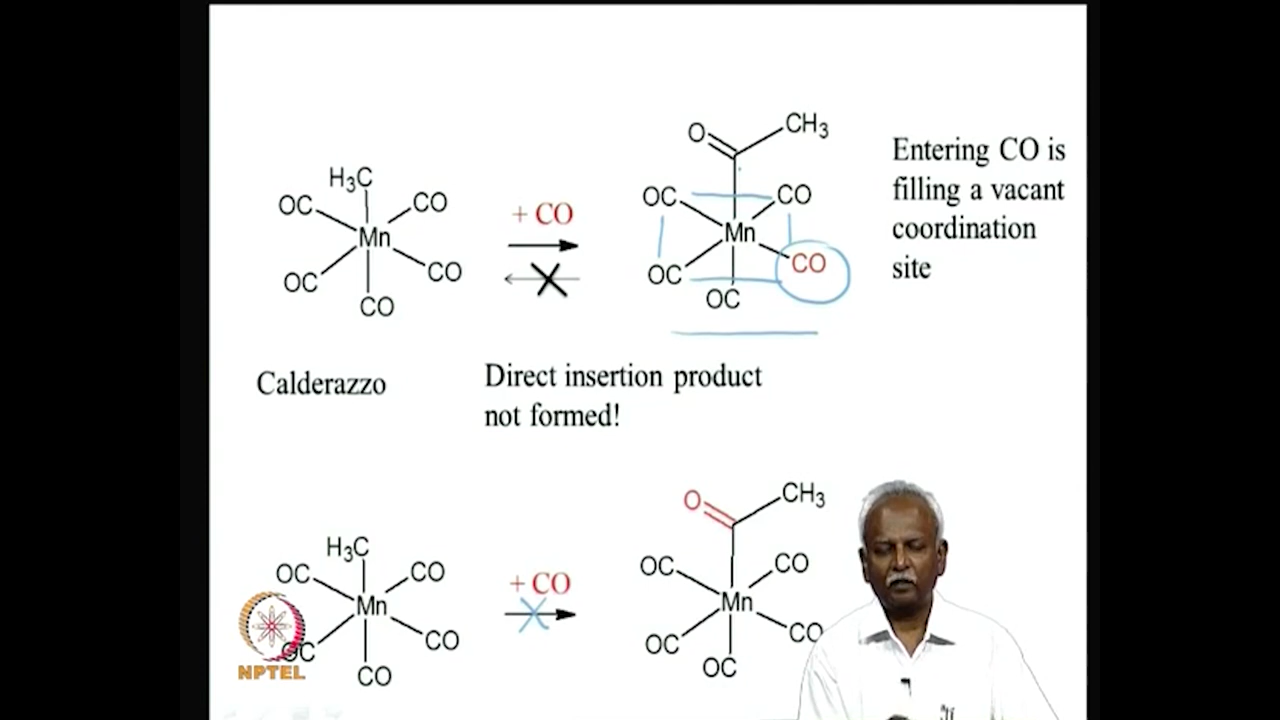 H₃C
OC
CO
Mn
OC
CO
CO
+ CO
O
CH₃
OC
CO
Mn
OC
CO
OC
Entering CO is
filling a vacant
coordination
site
Calderazzo
Direct insertion product
not formed!
H₃C
OC
CO
Mn
OC
CO
CO
+ CO
O
CH₃
OC
CO
Mn
OC
CO
OC
NPTEL